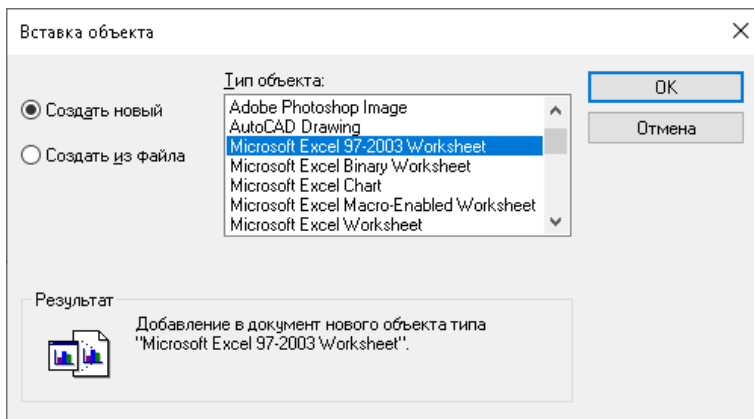 Вставка объекта
Тип объекта:
Создать новый
Создать из файла
Adobe Photoshop Image
AutoCAD Drawing
Microsoft Excel 97-2003 Worksheet
Microsoft Excel Binary Worksheet
Microsoft Excel Chart
Microsoft Excel Macro-Enabled Worksheet
Microsoft Excel Worksheet
OK
Отмена
Результат
Добавление в документ нового объекта типа
"Microsoft Excel 97-2003 Worksheet".